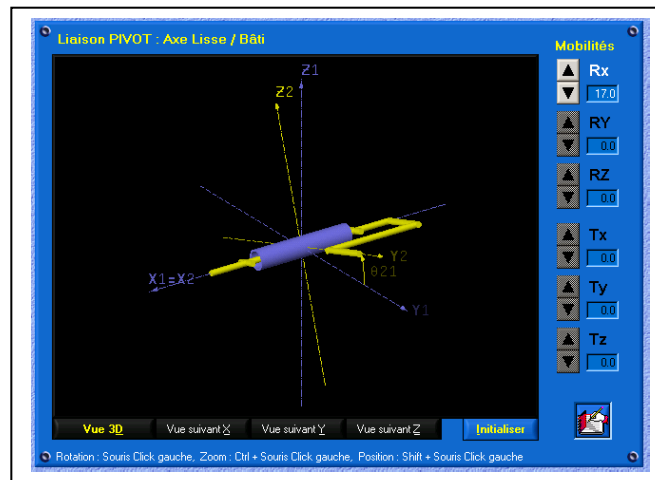 Liaison PIVOT : Axe Lisse / Bâti
Mobilités
Rx
17.0
RY
0.0
RZ
0.0
Tx
0.0
Ty
0.0
Tz
0.0
Z1
Z2
Y2
θ21
X1=X2
Y1
Vue 3D
Vue suivant X
Vue suivant Y
Vue suivant Z
Initialiser
Rotation : Souris Click gauche, Zoom : Ctrl + Souris Click gauche, Position : Shift + Souris Click gauche